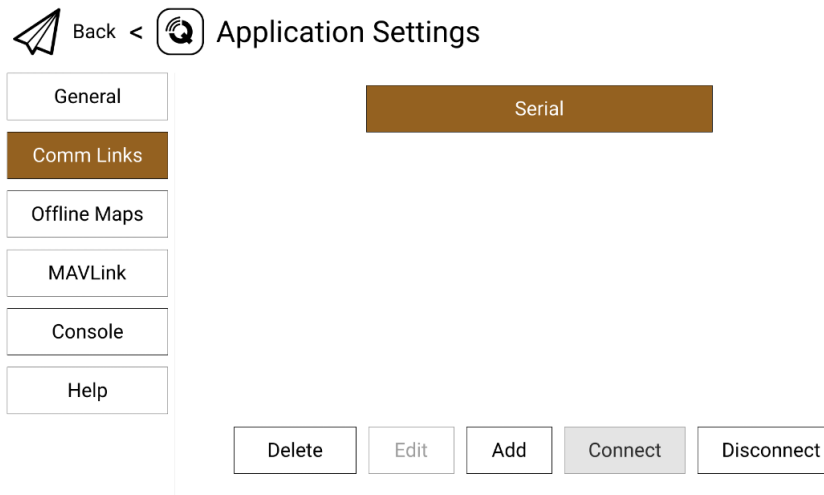 Back < Application Settings
General
Serial
Comm Links
Offline Maps
MAVLink
Console
Help
Delete Edit Add Connect Disconnect